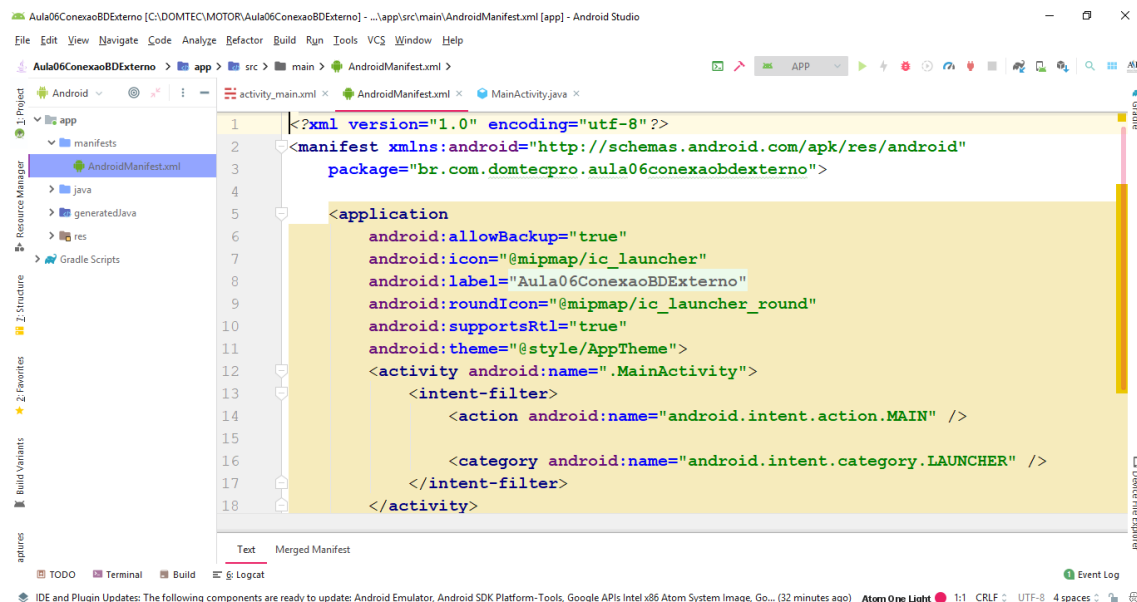 Aula06ConexaoBDExterno [C:\DOMTEC\MOTOR\Aula06ConexaoBDExterno] - ...\app\src\main\AndroidManifest.xml [app] - Android Studio
File Edit View Navigate Code Analyze Refactor Build Run Tools VCS Window Help
Aula06ConexaoBDExterno app src main AndroidManifest.xml
APP
Android
activity_main.xml AndroidManifest.xml MainActivity.java
1: Project
Resource Manager
7: Structure
2: Favorites
Build Variants
app
manifests
AndroidManifest.xml
java
generatedJava
res
Gradle Scripts
1 <?xml version="1.0" encoding="utf-8"?>
2 <manifest xmlns:android="http://schemas.android.com/apk/res/android"
3 package="br.com.domtecpro.aula06conexaobdexterno">
4
5 <application
6 android:allowBackup="true"
7 android:icon="@mipmap/ic_launcher"
8 android:label="Aula06ConexaoBDExterno"
9 android:roundIcon="@mipmap/ic_launcher_round"
10 android:supportsRtl="true"
11 android:theme="@style/AppTheme">
12 <activity android:name=".MainActivity">
13 <intent-filter>
14 <action android:name="android.intent.action.MAIN" />
15
16 <category android:name="android.intent.category.LAUNCHER" />
17 </intent-filter>
18 </activity>
Text Merged Manifest
TODO Terminal Build 6: Logcat
Event Log
IDE and Plugin Updates: The following components are ready to update: Android Emulator, Android SDK Platform-Tools, Google APIs Intel x86 Atom System Image, Go... (32 minutes ago) Atom One Light 1:1 CRLF UTF-8 4 spaces